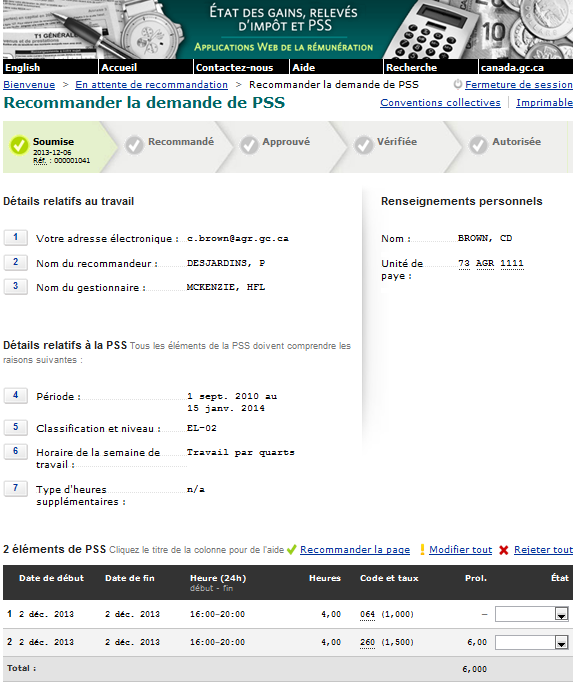 T1 GÉNÉRALE
ÉTAT DES GAINS, RELEVÉS
D'IMPÔT ET PSS
APPLICATIONS WEB DE LA RÉMUNÉRATION
English Accueil Contactez-nous Aide Recherche canada.gc.ca
Bienvenue > En attente de recommandation > Recommander la demande de PSS Fermeture de session
Recommander la demande de PSS Conventions collectives Imprimable
Soumise Recommandé Approuvé Vérifiée Autorisée
2013-12-06
Réf. : 000001041
Détails relatifs au travail
1 Votre adresse électronique : c.brown@agr.gc.ca
2 Nom du recommandeur : DESJARDINS, P
3 Nom du gestionnaire : MCKENZIE, HFL
Renseignements personnels
Nom : BROWN, CD
Unité de paye : 73 AGR 1111
Détails relatifs à la PSS Tous les éléments de la PSS doivent comprendre les
raisons suivantes :
4 Période : 1 sept. 2010 au
15 janv. 2014
5 Classification et niveau : EL-02
6 Horaire de la semaine de travail : Travail par quarts
7 Type d'heures supplémentaires : n/a
2 éléments de PSS Cliquez le titre de la colonne pour de l'aide Recommander la page Modifier tout Rejeter tout
Date de début Date de fin Heure (24h) Heures Code et taux Prol. État
début - fin
1 2 déc. 2013 2 déc. 2013 16:00-20:00 4,00 064 (1,000) –
2 2 déc. 2013 2 déc. 2013 16:00-20:00 4,00 260 (1,500) 6,00
Total : 6,000